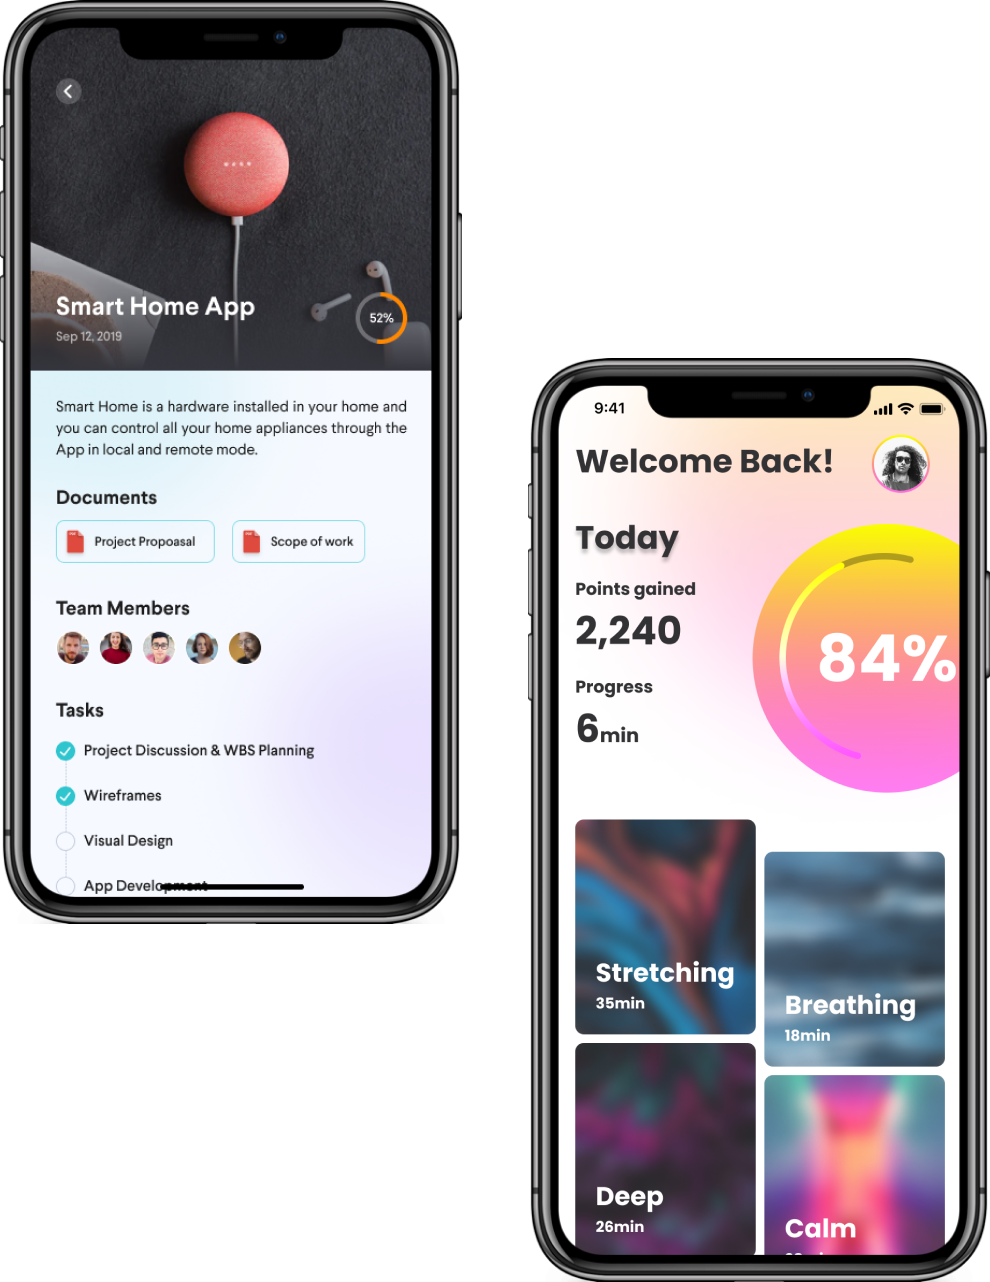 Smart Home App
Sep 12, 2019
52%
Smart Home is a hardware installed in your home and
you can control all your home appliances through the
App in local and remote mode.
Documents
Project Propoasal
Scope of work
Team Members
Tasks
Project Discussion & WBS Planning
Wireframes
Visual Design
App Development
9:41
Welcome Back!
Today
Points gained
2,240
Progress
6min
84%
Stretching
35min
Breathing
18min
Deep
26min
Calm